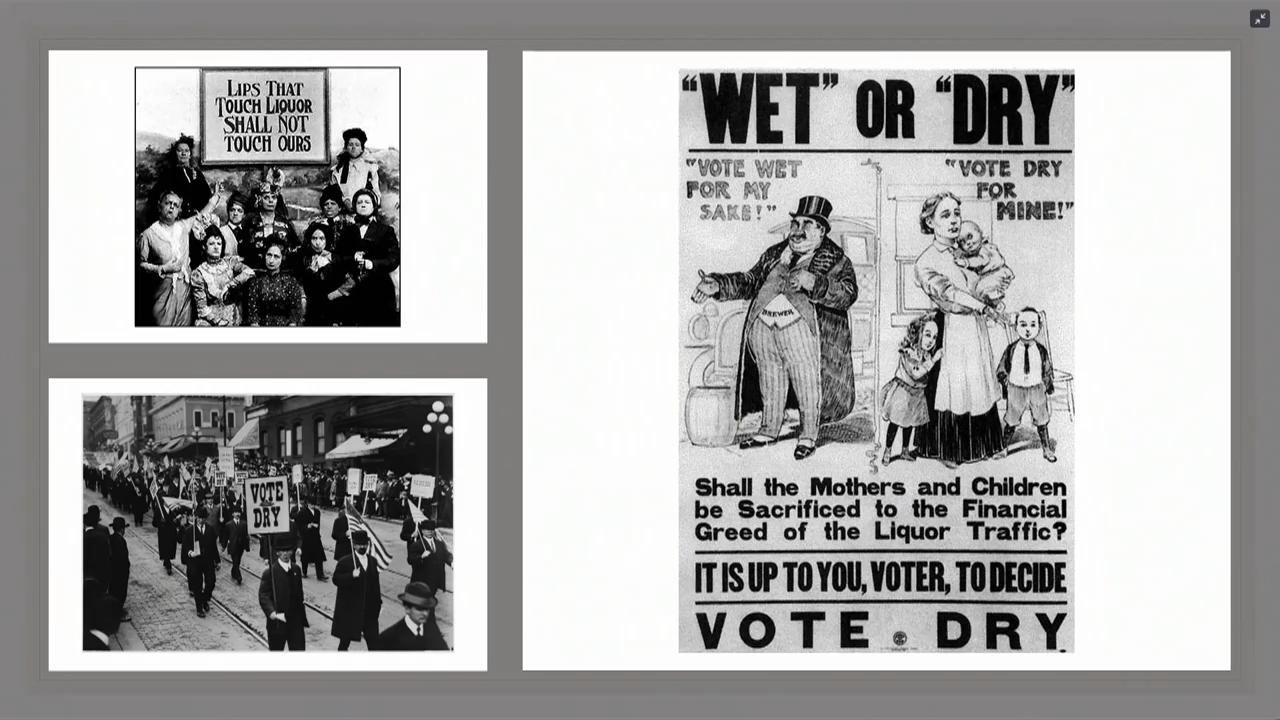 LIPS THAT
TOUCH LIQUOR
SHALL NOT
TOUCH OURS
VOTE
DRY
"WET" OR "DRY"
"VOTE WET
FOR MY
SAKE!"
"VOTE DRY
FOR
MINE!"
BREWER
Shall the Mothers and Children
be Sacrificed to the Financial
Greed of the Liquor Traffic?
IT IS UP TO YOU, VOTER, TO DECIDE
VOTE DRY.